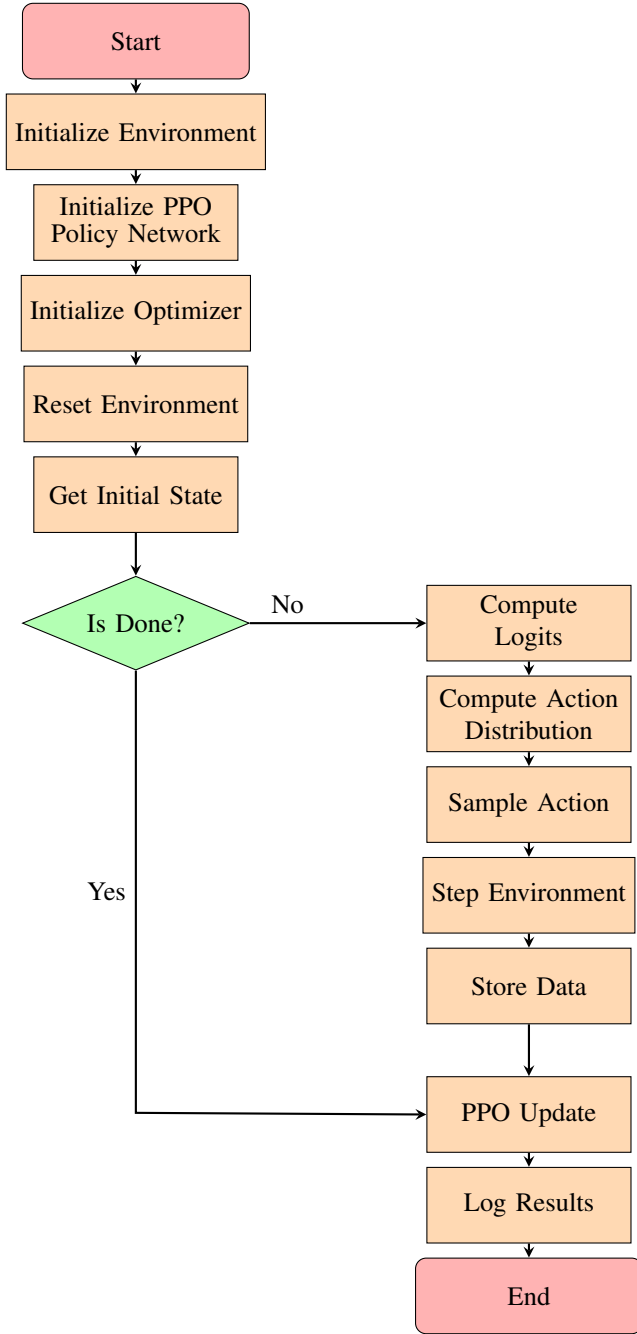 Start
Initialize Environment
Initialize PPO
Policy Network
Initialize Optimizer
Reset Environment
Get Initial State
Is Done?
No
Compute
Logits
Compute Action
Distribution
Sample Action
Step Environment
Store Data
Yes
PPO Update
Log Results
End